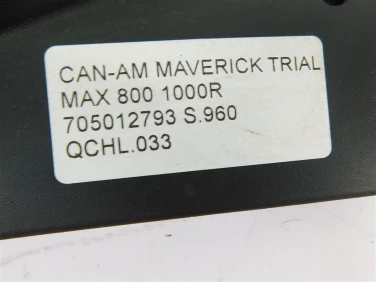 CAN-AM MAVERICK TRIAL
MAX 800 1000R
705012793 S.960
QCHL.033